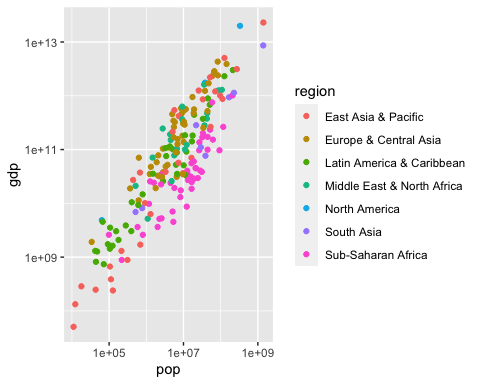 1e+13
1e+11
1e+09
gdp
1e+05
1e+07
1e+09
pop
region
East Asia & Pacific
Europe & Central Asia
Latin America & Caribbean
Middle East & North Africa
North America
South Asia
Sub-Saharan Africa